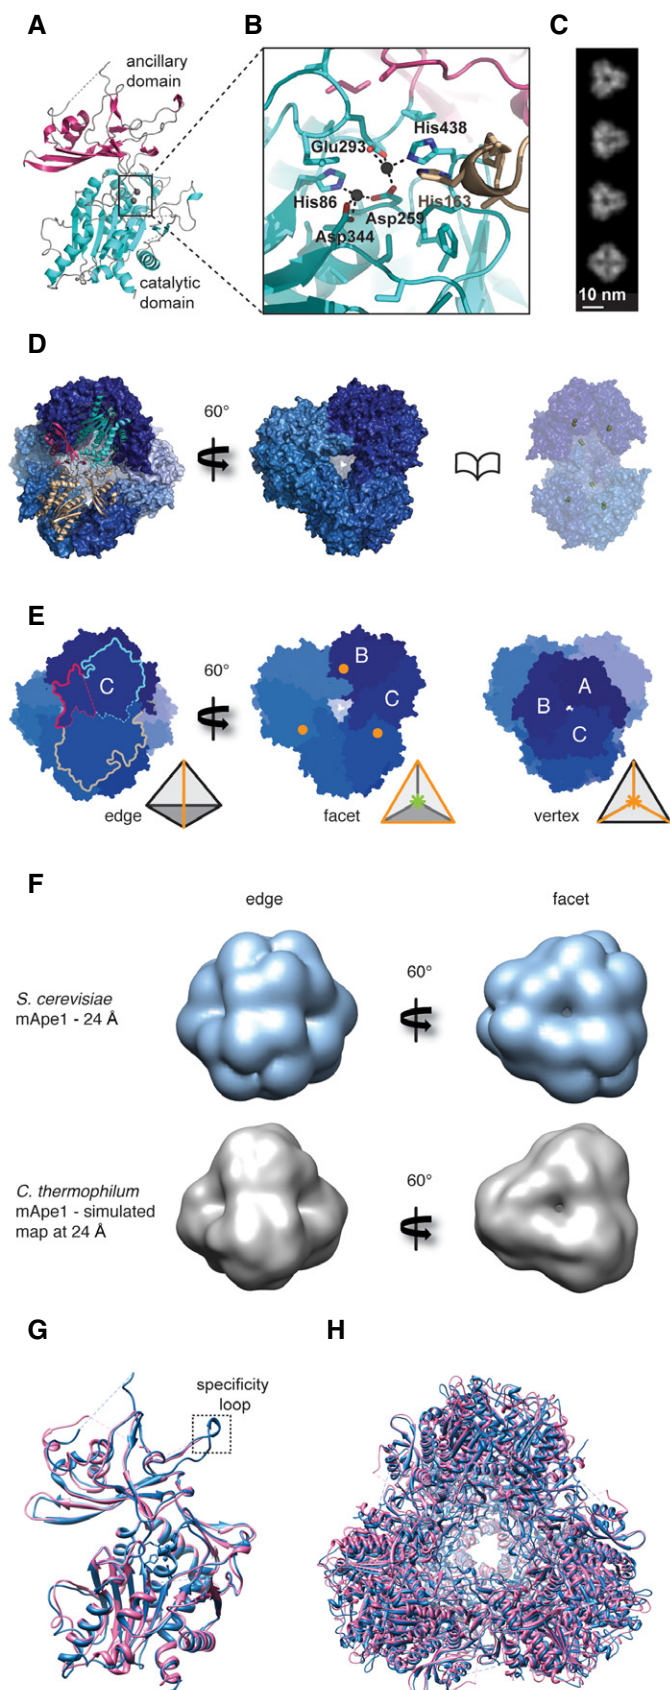 A
B
C
ancillary
domain
catalytic
domain
Glu293
His438
His86
His163
Asp259
Asp344
10 nm
D
60°
E
C
60°
B
C
A
B
C
edge
facet
vertex
F
edge
facet
S. cerevisiae
mApe1 - 24 Å
60°
C. thermophilum
mApe1 - simulated
map at 24 Å
60°
G
H
specificity
loop